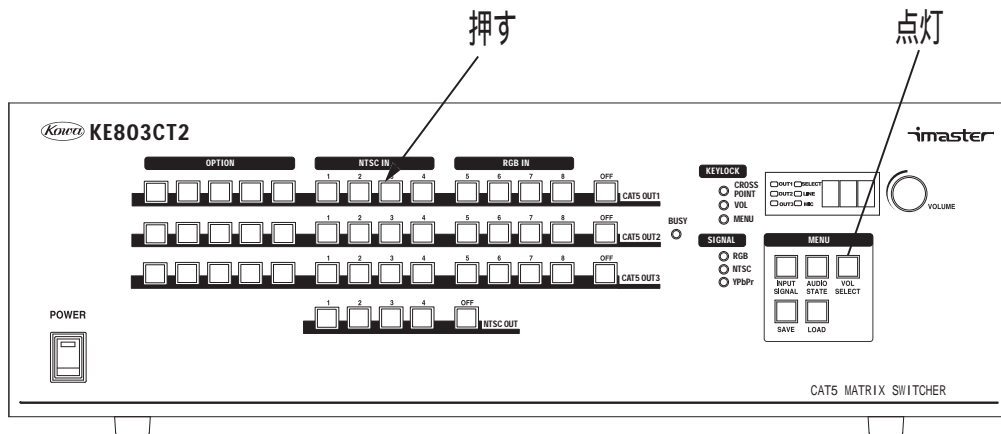 押す
点灯
Kowa KE803CT2
imaster
OPTION
NTSC IN
RGB IN
1 2 3 4 5 6 7 8 OFF
CAT5 OUT1
1 2 3 4 5 6 7 8 OFF
CAT5 OUT2
1 2 3 4 5 6 7 8 OFF
CAT5 OUT3
1 2 3 4 OFF
NTSC OUT
BUSY
KEYLOCK
CROSS
POINT
VOL
MENU
SIGNAL
RGB
NTSC
YPbPr
OUT1 SELECT
OUT2 LINE
OUT3 MIC
VOLUME
MENU
INPUT
SIGNAL
AUDIO
STATE
VOL
SELECT
SAVE
LOAD
POWER
CAT5 MATRIX SWITCHER